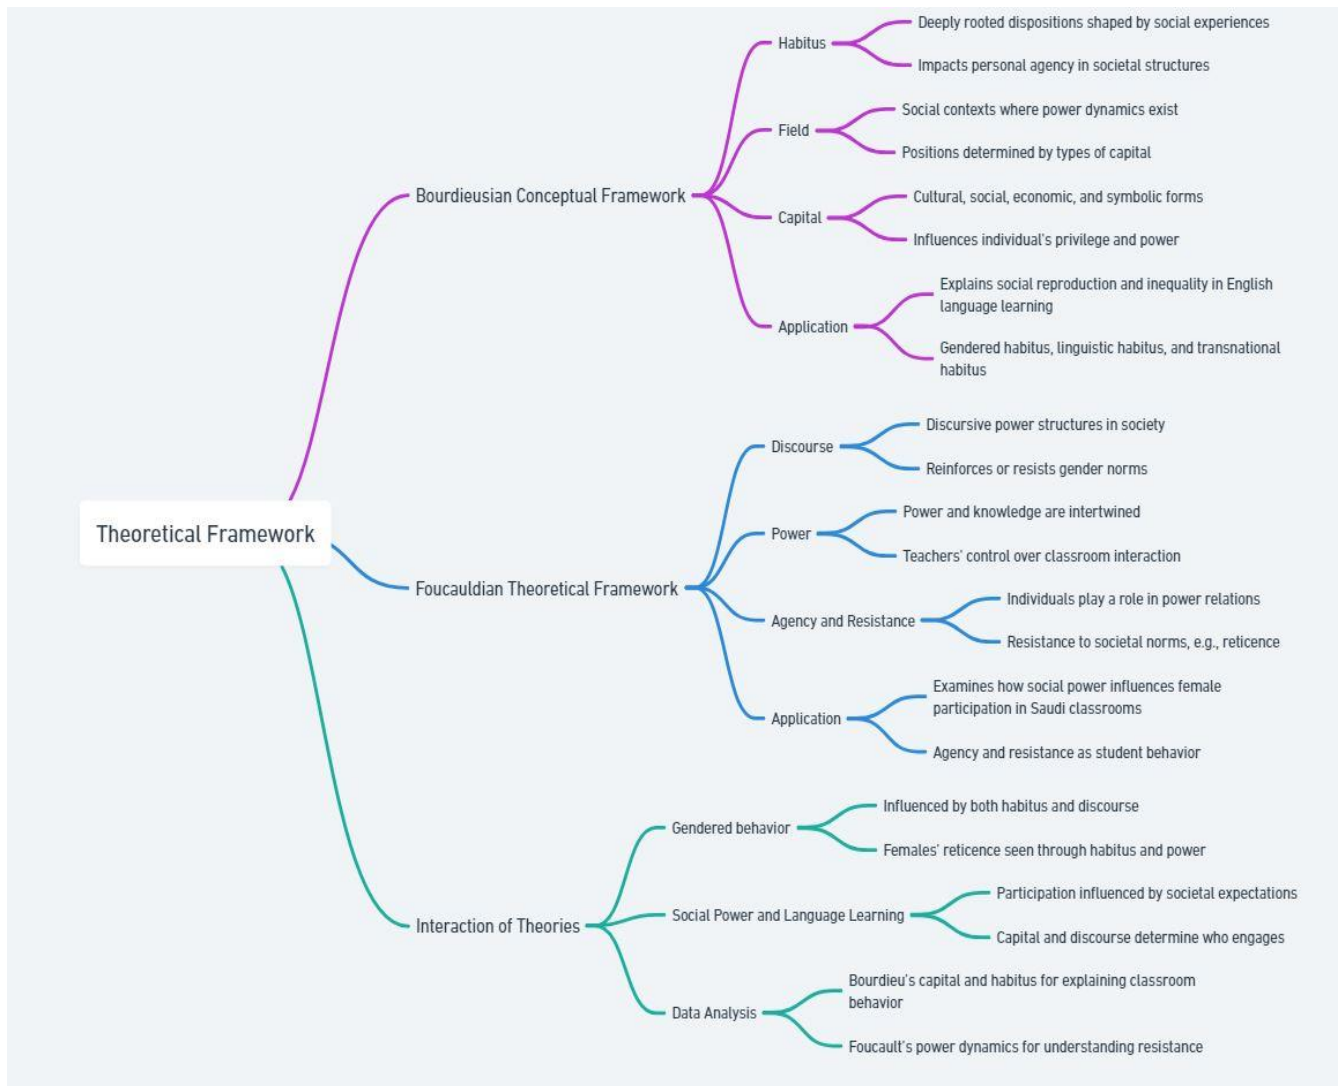 Theoretical Framework
Bourdieusian Conceptual Framework
Habitus
Deeply rooted dispositions shaped by social experiences
Impacts personal agency in societal structures
Field
Social contexts where power dynamics exist
Positions determined by types of capital
Capital
Cultural, social, economic, and symbolic forms
Influences individual's privilege and power
Application
Explains social reproduction and inequality in English
language learning
Gendered habitus, linguistic habitus, and transnational
habitus
Foucauldian Theoretical Framework
Discourse
Discursive power structures in society
Reinforces or resists gender norms
Power
Power and knowledge are intertwined
Teachers' control over classroom interaction
Agency and Resistance
Individuals play a role in power relations
Resistance to societal norms, e.g., reticence
Application
Examines how social power influences female
participation in Saudi classrooms
Agency and resistance as student behavior
Interaction of Theories
Gendered behavior
Influenced by both habitus and discourse
Females' reticence seen through habitus and power
Social Power and Language Learning
Participation influenced by societal expectations
Capital and discourse determine who engages
Data Analysis
Bourdieu's capital and habitus for explaining classroom
behavior
Foucault's power dynamics for understanding resistance